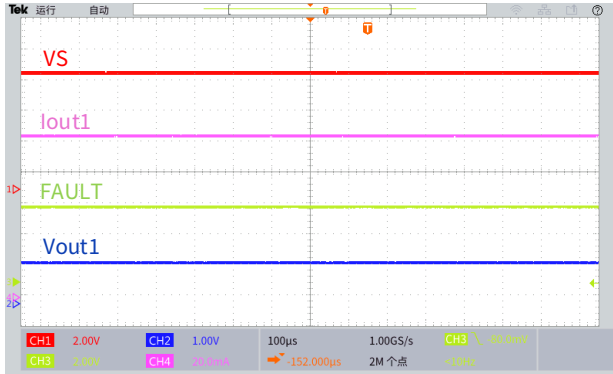 Tek 运行 自动
T
T
VS
Iout1
1
FAULT
Vout1
2
CH1 2.00V CH2 1.00V 100μs 1.00GS/s CH3 -80.0mV
CH3 2.00V CH4 20.0mA -152.000μs 2M 个点 <10Hz